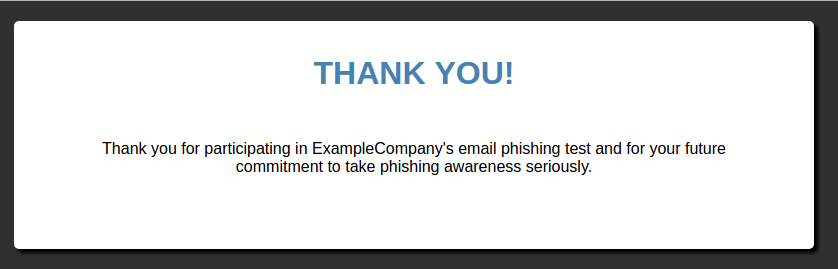 THANK YOU!
Thank you for participating in ExampleCompany's email phishing test and for your future
commitment to take phishing awareness seriously.